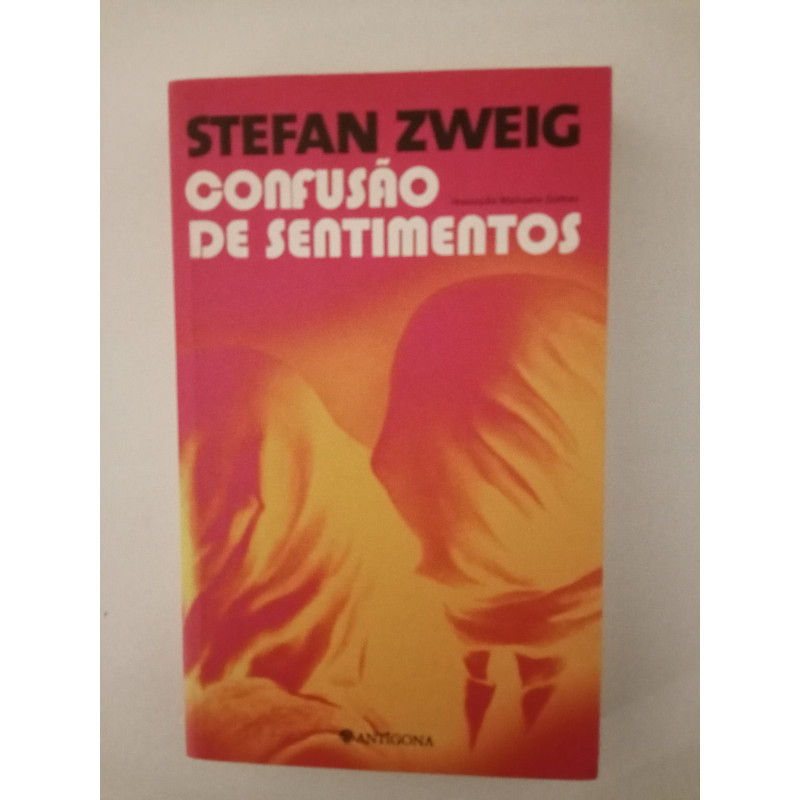 STEFAN ZWEIG
CONFUSÃO
DE SENTIMENTOS
ANTÍGONA